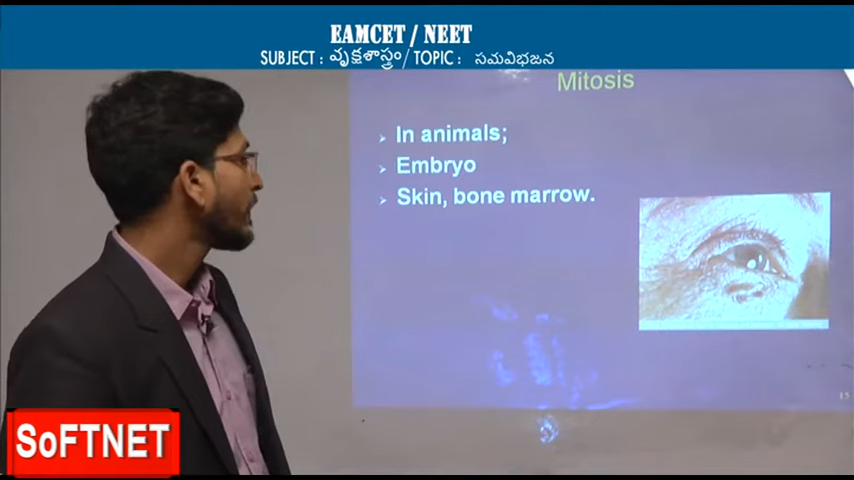 EAMCET / NEET
SUBJECT : వృక్షశాస్త్రం / TOPIC : సమవిభజన
Mitosis
➢ In animals;
➢ Embryo
➢ Skin, bone marrow.
15
SoFTNET